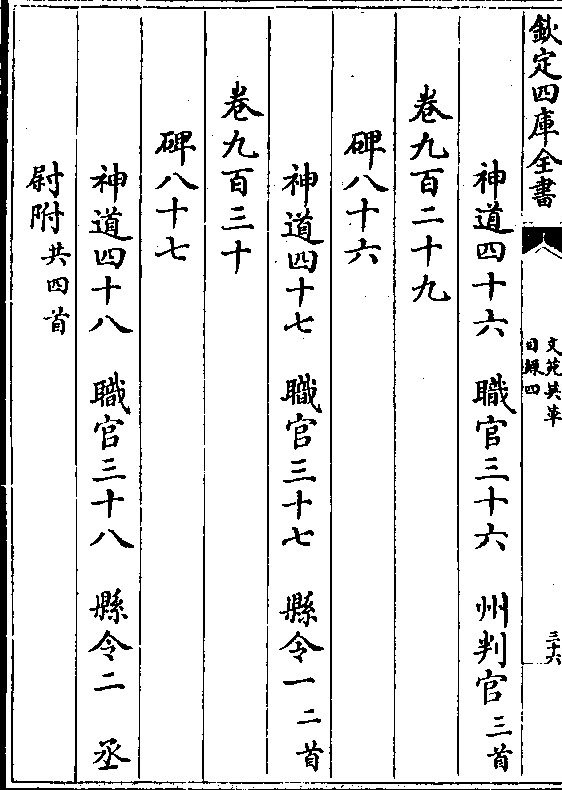 欽定四庫全書
文苑英華
目録四
三十六
神道四十六 職官三十六 州判官三首
卷九百二十九
碑八十六
神道四十七 職官三十七 縣令一二首
卷九百三十
碑八十七
神道四十八 職官三十八 縣令二 丞
尉附共四首